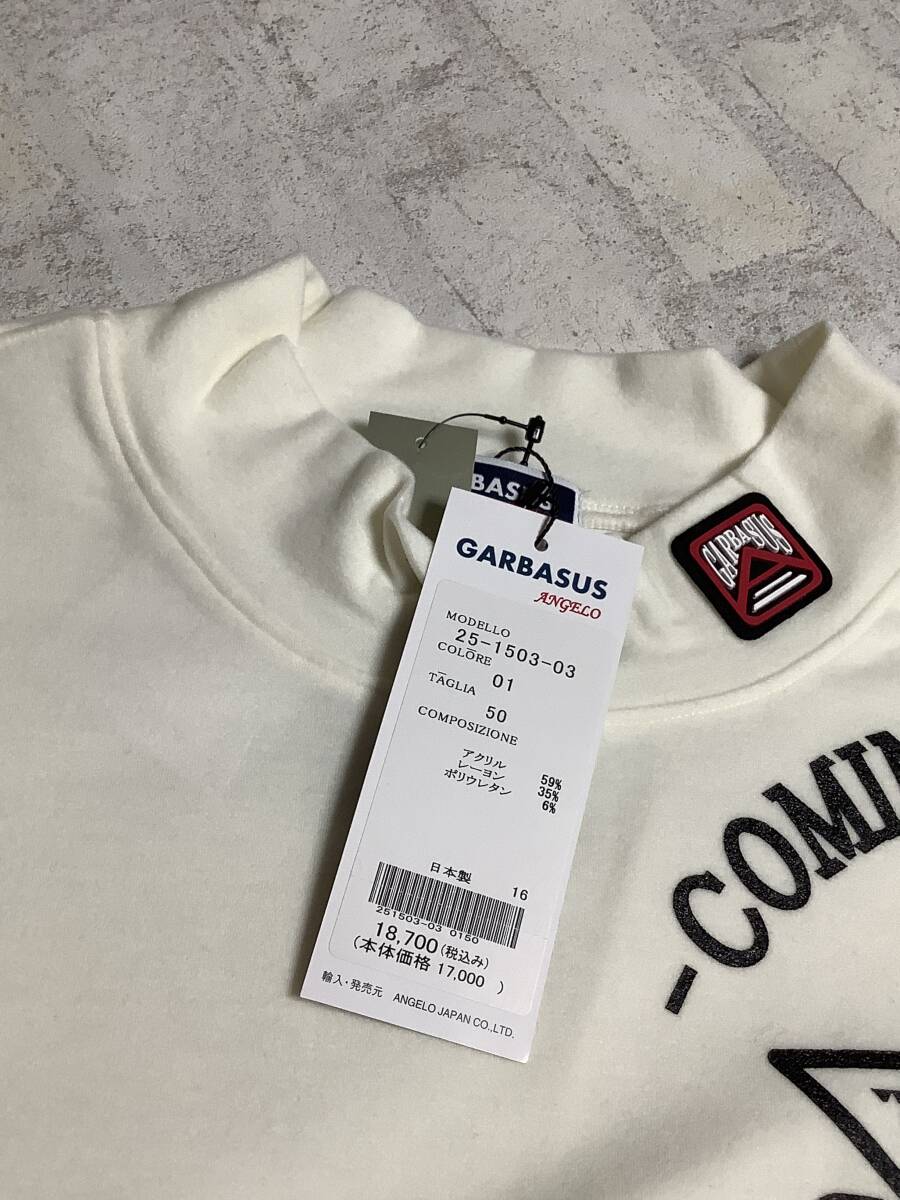 BASUS
GARBASUS
ANGELO
MODELLO
25-1503-03
COLORE
01
TAGLIA
50
COMPOSIZIONE
アクリル 59%
レーヨン 35%
ポリウレタン 6%
日本製 16
251503-03 0150
18,700(税込み)
(本体価格 17,000 )
輸入・発売元 ANGELO JAPAN CO.,LTD.
GARBASUS
-COMIN